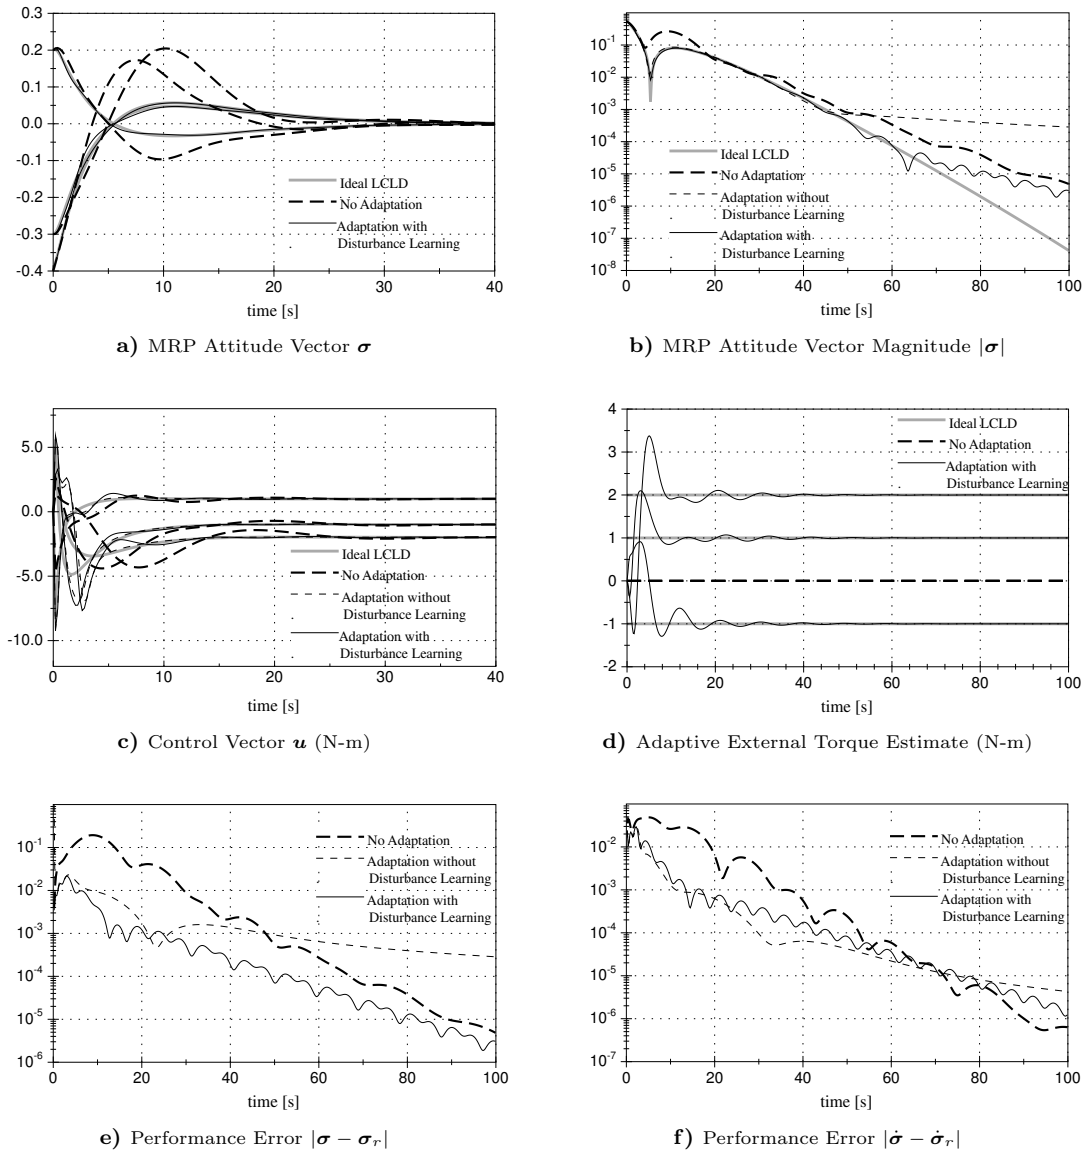 0.3
0.2
0.1
0.0
-0.1
-0.2
-0.3
-0.4
0
10
20
30
40
Ideal LCLD
No Adaptation
Adaptation with
Disturbance Learning
time [s]
a) MRP Attitude Vector σ
10-1
10-2
10-3
10-4
10-5
10-6
10-7
10-8
0
20
40
60
80
100
Ideal LCLD
No Adaptation
Adaptation without
Disturbance Learning
Adaptation with
Disturbance Learning
time [s]
b) MRP Attitude Vector Magnitude |σ|
5.0
0.0
-5.0
-10.0
0
10
20
30
40
Ideal LCLD
No Adaptation
Adaptation without
Disturbance Learning
Adaptation with
Disturbance Learning
time [s]
c) Control Vector u (N-m)
4
3
2
1
0
-1
-2
0
20
40
60
80
100
Ideal LCLD
No Adaptation
Adaptation with
Disturbance Learning
time [s]
d) Adaptive External Torque Estimate (N-m)
10-1
10-2
10-3
10-4
10-5
10-6
0
20
40
60
80
100
No Adaptation
Adaptation without
Disturbance Learning
Adaptation with
Disturbance Learning
time [s]
e) Performance Error |σ − σr|
10-2
10-3
10-4
10-5
10-6
10-7
0
20
40
60
80
100
No Adaptation
Adaptation without
Disturbance Learning
Adaptation with
Disturbance Learning
time [s]
f) Performance Error |σ̇ − σ̇r|